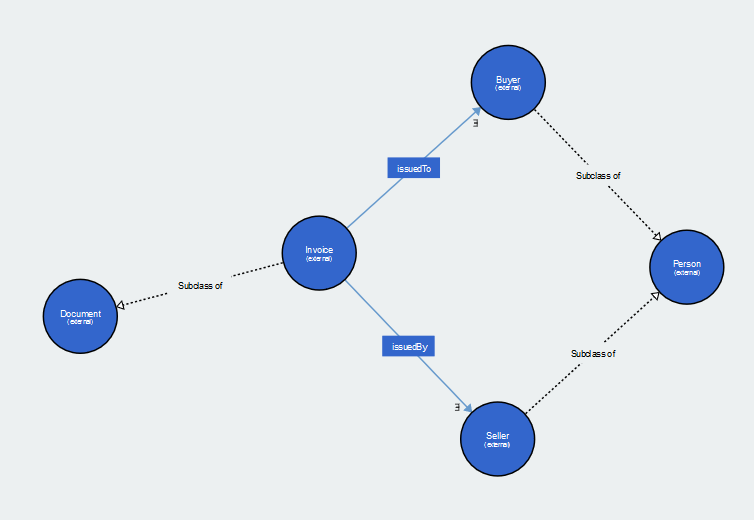 Buyer
(external)
∃
issuedTo
Subclass of
Invoice
(external)
Person
(external)
Subclass of
Document
(external)
issuedBy
Subclass of
∃
Seller
(external)